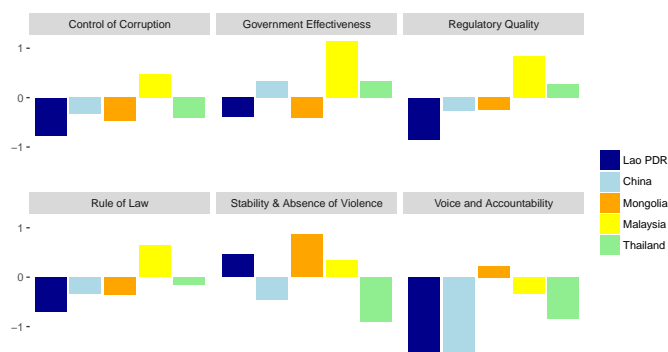 Control of Corruption
Government Effectiveness
Regulatory Quality
1
0
−1
Rule of Law
Stability & Absence of Violence
Voice and Accountability
1
0
−1
Lao PDR
China
Mongolia
Malaysia
Thailand